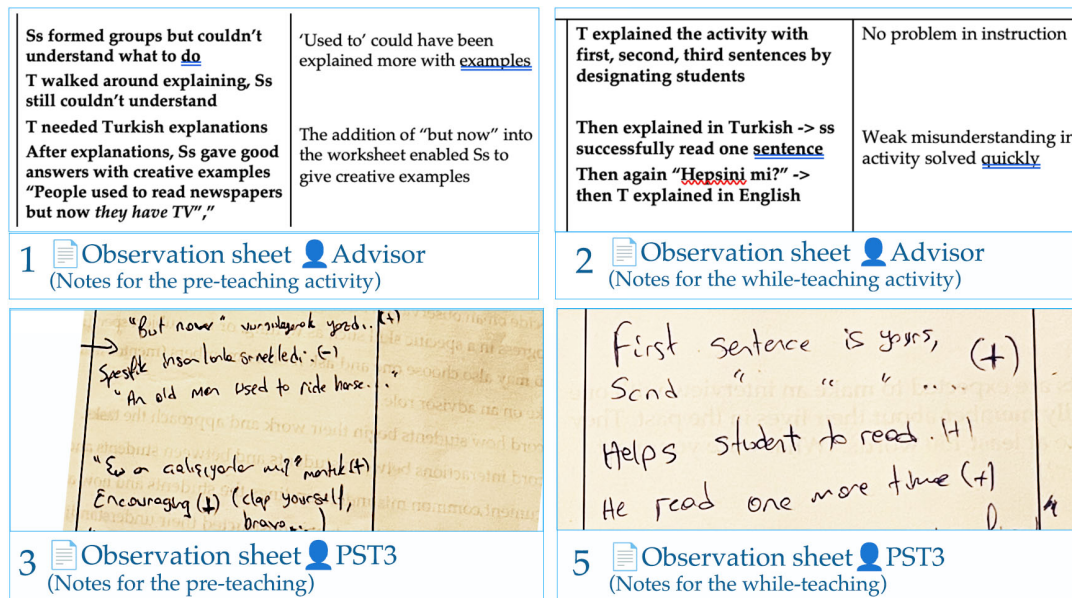 Ss formed groups but couldn't
understand what to do
T walked around explaining, Ss
still couldn't understand
T needed Turkish explanations
After explanations, Ss gave good
answers with creative examples
"People used to read newspapers
but now they have TV","
'Used to' could have been
explained more with examples
The addition of "but now" into
the worksheet enabled Ss to
give creative examples
1 Observation sheet Advisor
(Notes for the pre-teaching activity)
T explained the activity with
first, second, third sentences by
designating students
Then explained in Turkish -> ss
successfully read one sentence
Then again "Hepsini mi?" ->
then T explained in English
No problem in instruction
Weak misunderstanding in
activity solved quickly
2 Observation sheet Advisor
(Notes for the while-teaching activity)
"But now" vurgulayarak yazdı.. (+)
Spesifik insanlarla örnekledi. (-)
"An old man used to ride horse..."
mantık (+)
Encouraging (+) (clap yourself,
bravo...)
3 Observation sheet PST3
(Notes for the pre-teaching)
First sentence is yours, (+)
" " " ...
Helps student to read. (+)
He read one more time (+)
5 Observation sheet PST3
(Notes for the while-teaching)